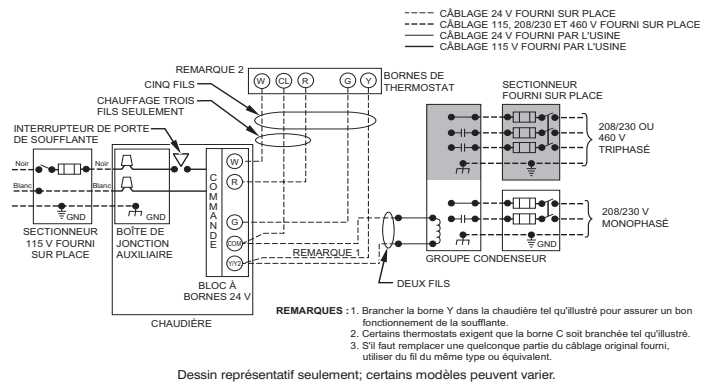 CÂBLAGE 24 V FOURNI SUR PLACE
CÂBLAGE 115, 208/230 ET 460 V FOURNI SUR PLACE
CÂBLAGE 24 V FOURNI PAR L'USINE
CÂBLAGE 115 V FOURNI PAR L'USINE
REMARQUE 2
W CL R G Y
BORNES DE
THERMOSTAT
CINQ FILS
CHAUFFAGE TROIS
FILS SEULEMENT
INTERRUPTEUR DE PORTE
DE SOUFFLANTE
SECTIONNEUR
FOURNI SUR PLACE
208/230 OU
460 V
TRIPHASÉ
Noir
Noir
Blanc
Blanc
GND
GND
SECTIONNEUR
115 V FOURNI
SUR PLACE
BOÎTE DE
JONCTION
AUXILIAIRE
COMMANDE
W
R
G
COM
Y/Y2
REMARQUE 1
BLOC À
BORNES 24 V
CHAUDIÈRE
208/230 V
MONOPHASÉ
GND
GROUPE CONDENSEUR
DEUX FILS
REMARQUES : 1. Brancher la borne Y dans la chaudière tel qu'illustré pour assurer un bon
fonctionnement de la soufflante.
2. Certains thermostats exigent que la borne C soit branchée tel qu'illustré.
3. S'il faut remplacer une quelconque partie du câblage original fourni,
utiliser du fil du même type ou équivalent.
Dessin représentatif seulement; certains modèles peuvent varier.